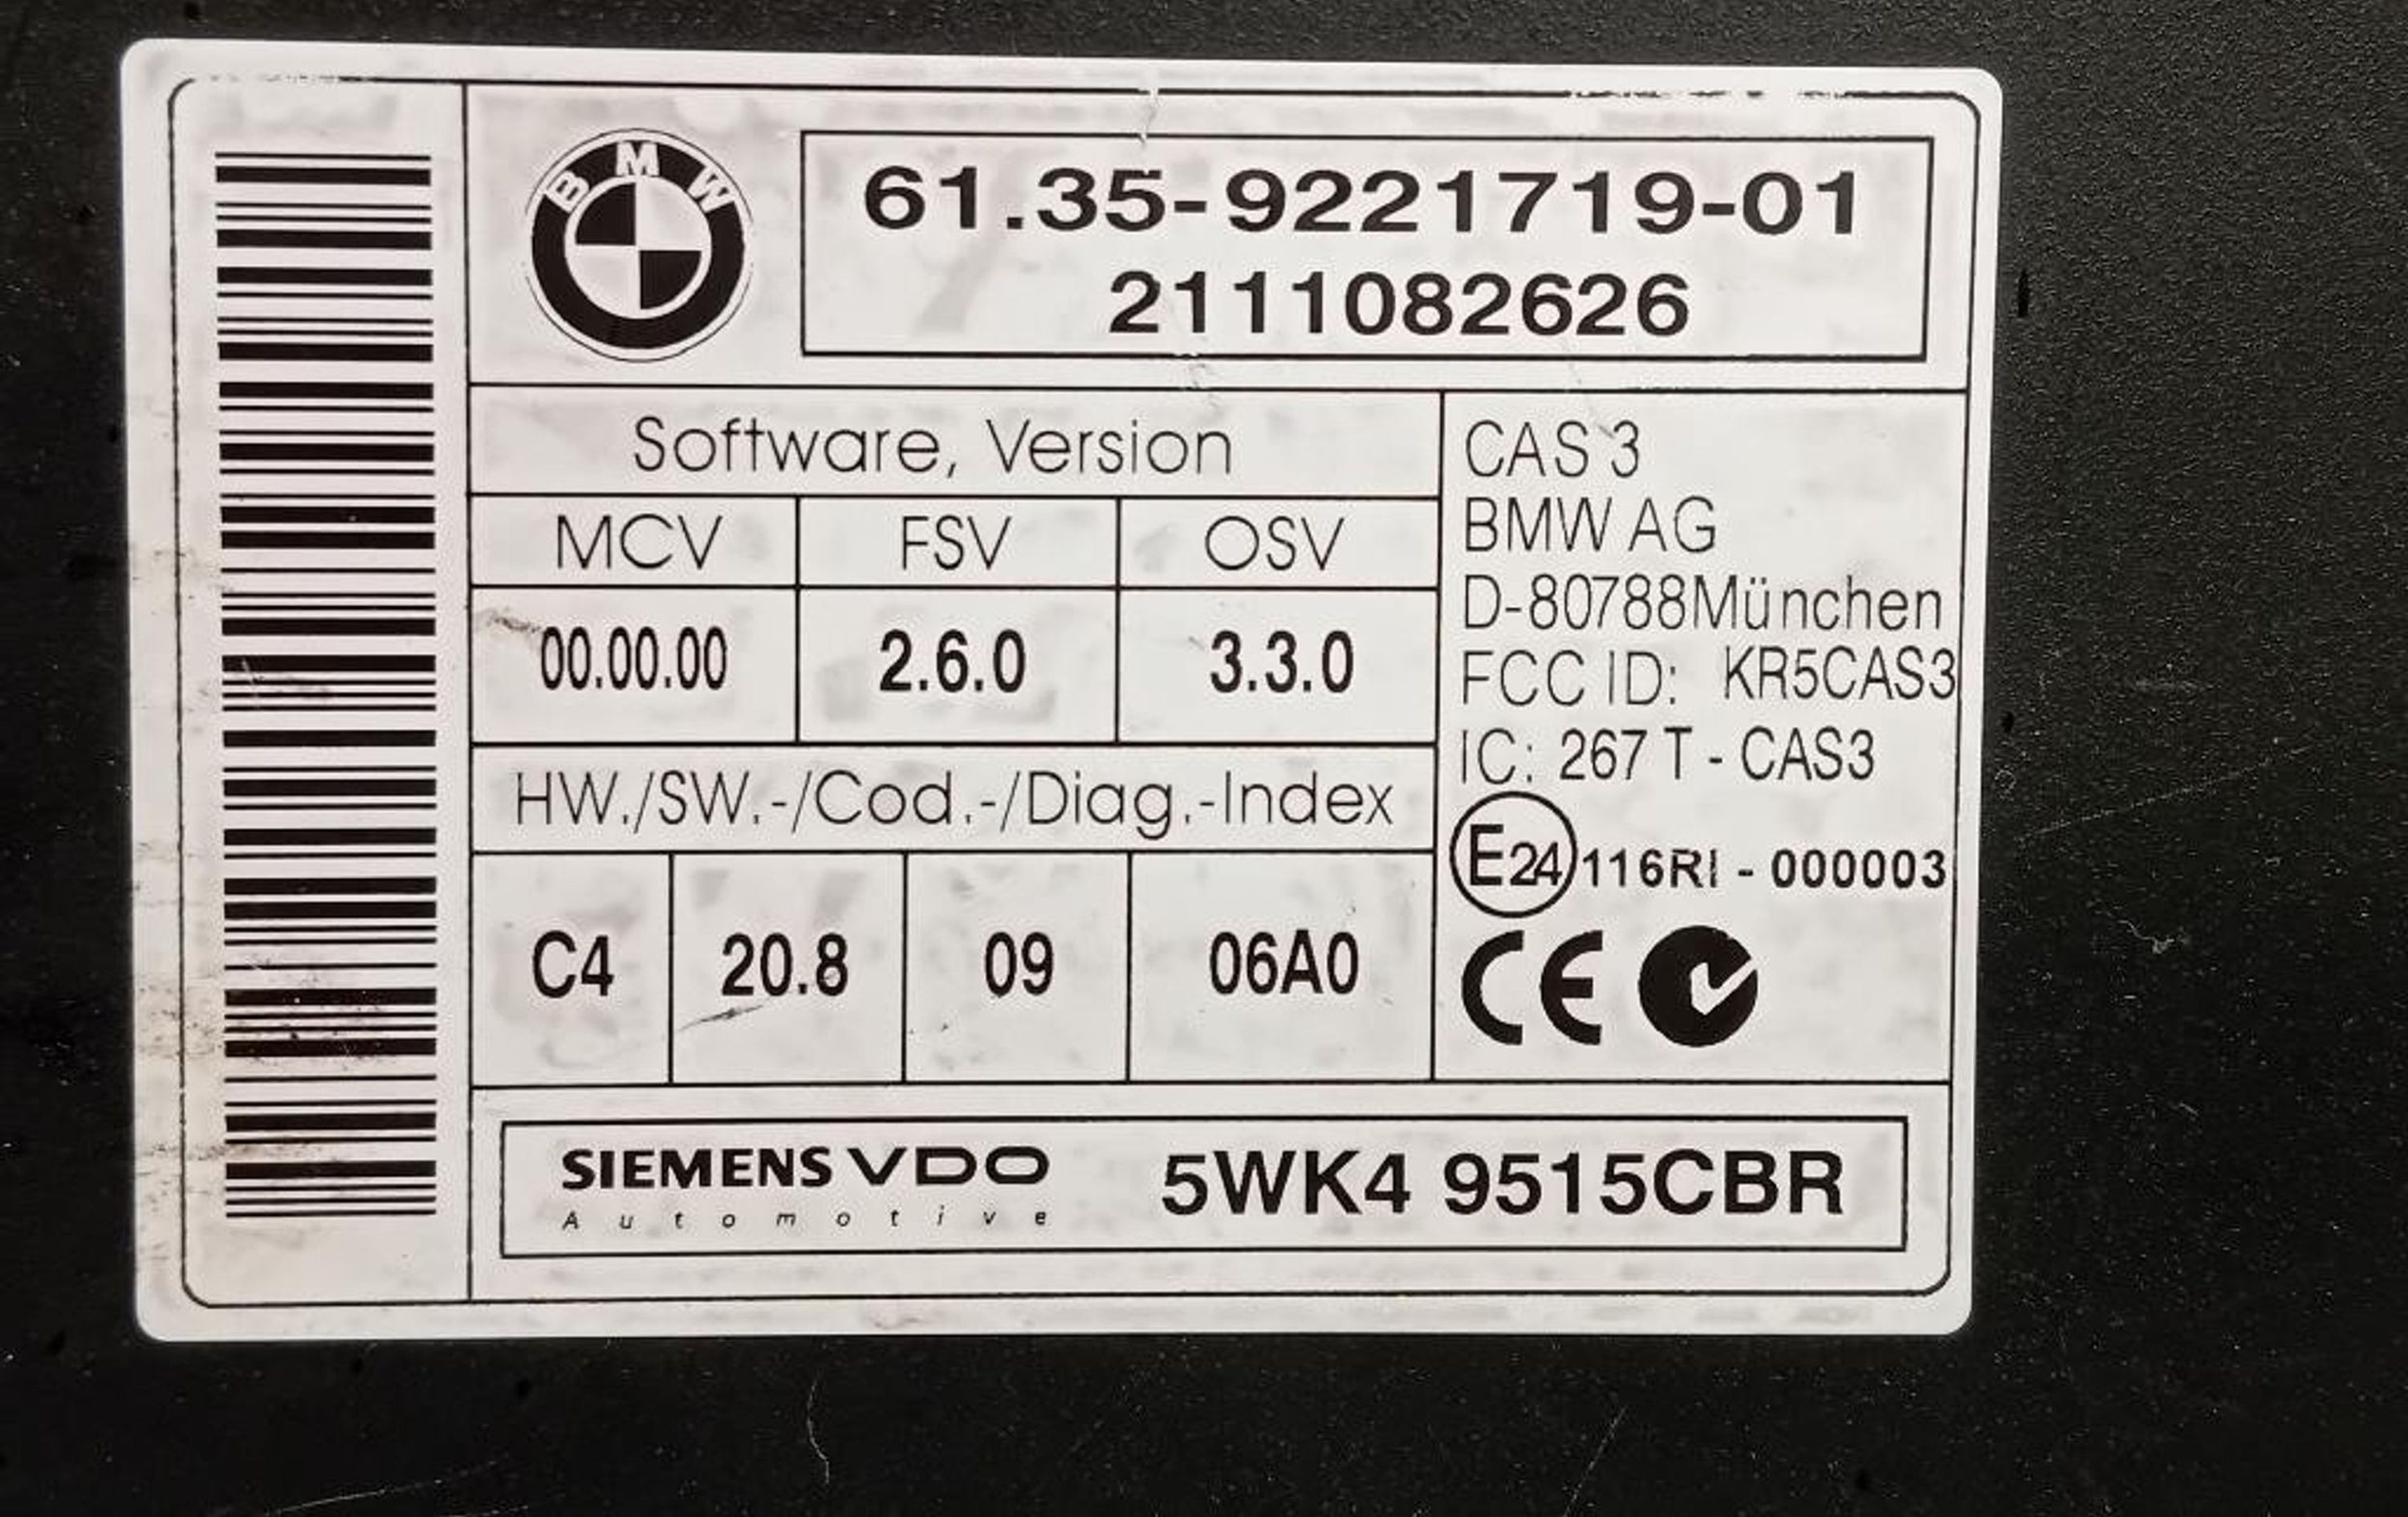 BMW
61.35-9221719-01
2111082626
Software, Version
MCV FSV OSV
00.00.00 2.6.0 3.3.0
HW./SW.-/Cod.-/Diag.-Index
C4 20.8 09 06A0
CAS 3
BMW AG
D-80788 München
FCC ID: KR5CAS3
IC: 267 T - CAS3
E24 116RI - 000003
CE
SIEMENS VDO 5WK4 9515CBR
Automotive